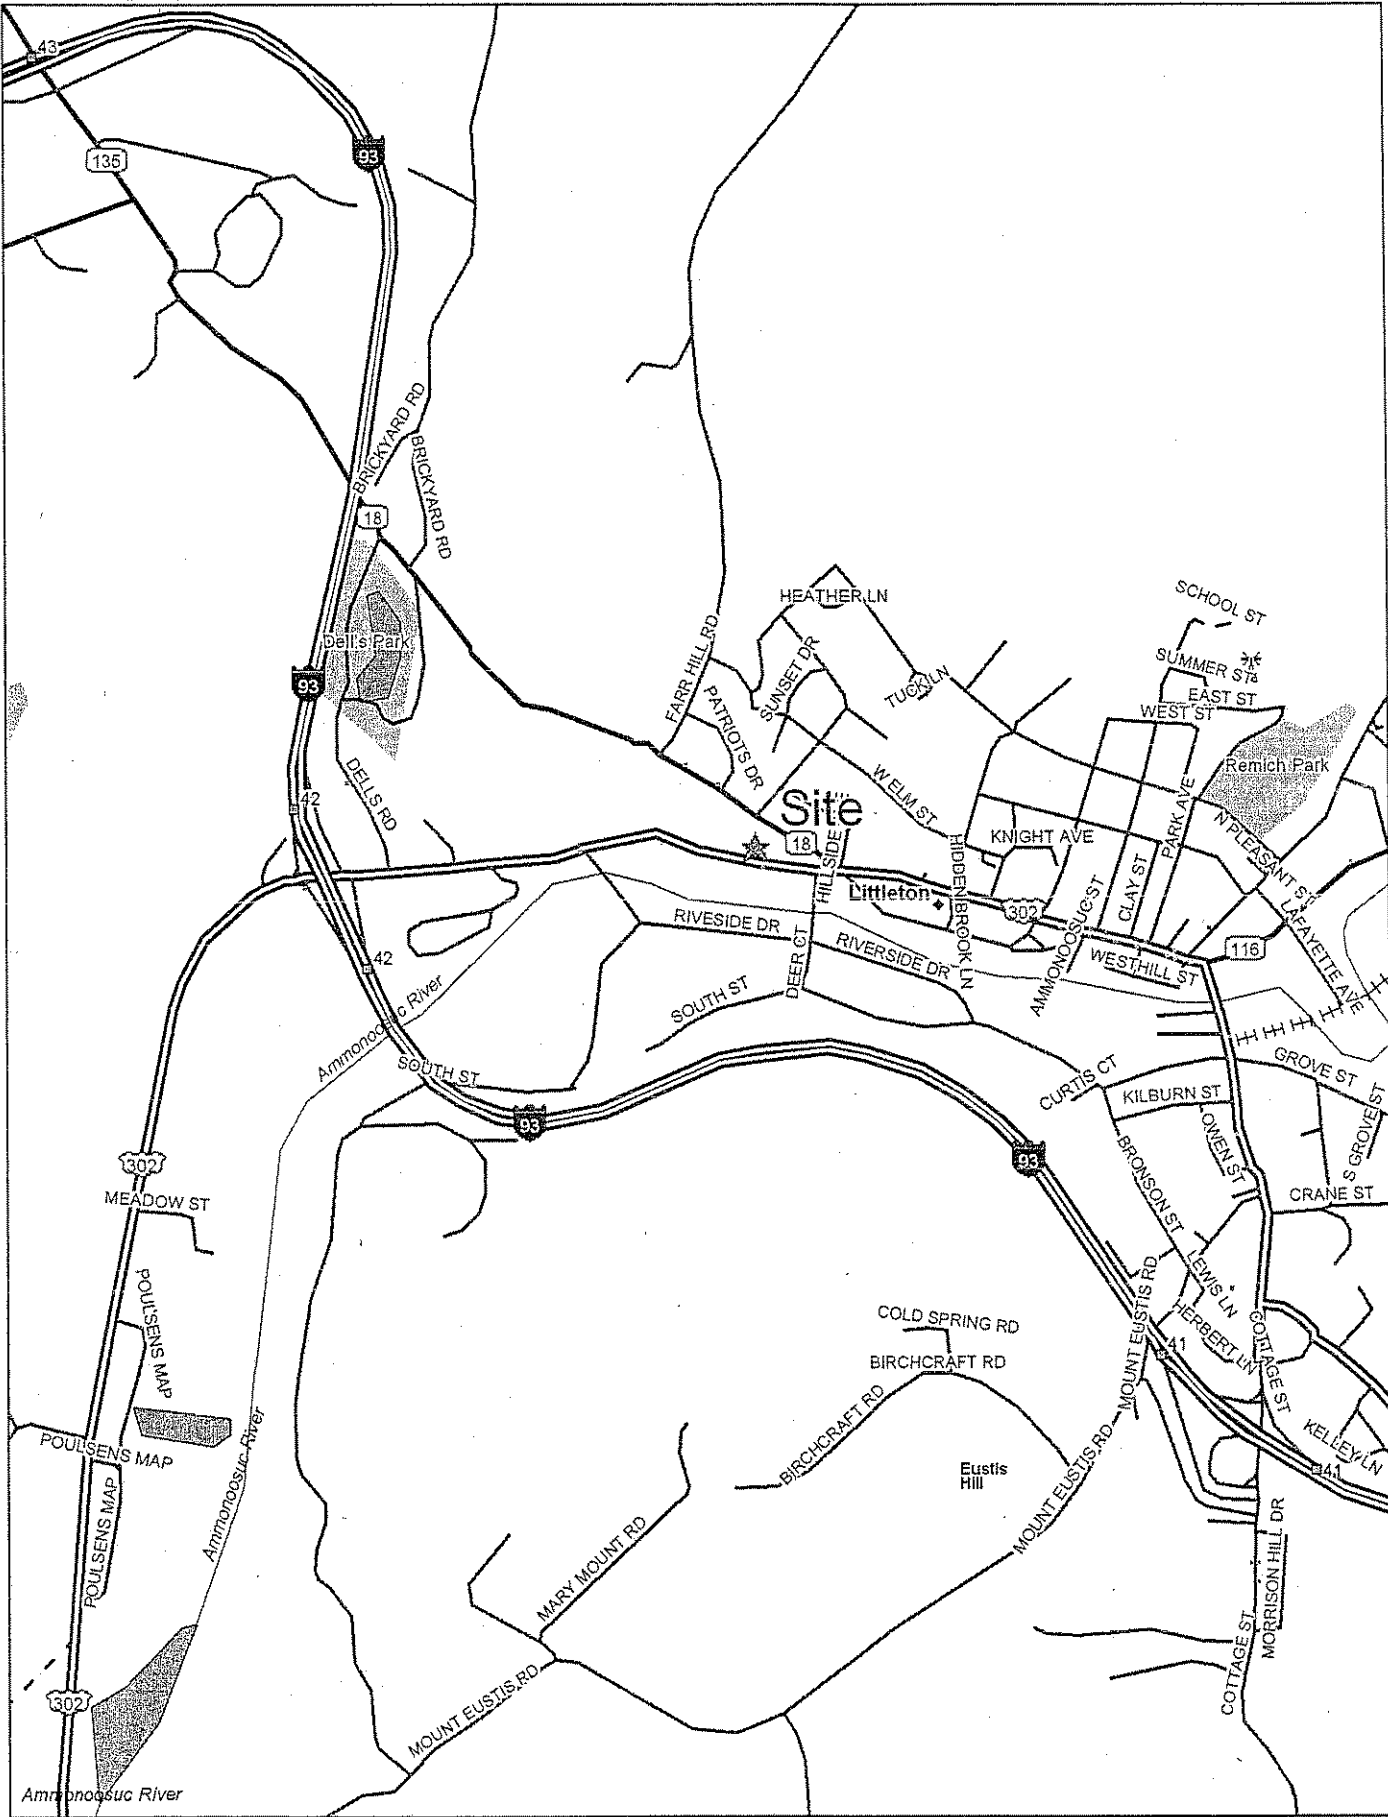 43
135
93
BRICKYARD RD
BRICKYARD RD
18
HEATHER LN
SCHOOL ST
Dell's Park
FARR HILL RD
SUNSET DR
SUMMER ST
93
PATRIOTS DR
TUCK LN
EAST ST
WEST ST
Remich Park
DELLS RD
42
Site
W ELM ST
PARK AVE
N PLEASANT ST
18
KNIGHT AVE
HILLSIDE
HIDDEN BROOK LN
CLAY ST
Littleton
302
AMMONOOSUC ST
LAFAYETTE AVE
RIVESIDE DR
RIVERSIDE DR
DEER CT
116
WESTHILL ST
42
SOUTH ST
Ammonoosuc River
SOUTH ST
CURTIS CT
GROVE ST
KILBURN ST
93
OWEN ST
S GROVE ST
93
302
BRONSON ST
MEADOW ST
CRANE ST
POULSENS MAP
LEWIS LN
MOUNT EUSTIS RD
HERBERT LN
COTTAGE ST
COLD SPRING RD
41
BIRCHCRAFT RD
BIRCHCRAFT RD
POULSENS MAP
KELLEY LN
Eustis
Hill
41
MOUNT EUSTIS RD
POULSENS MAP
Ammonoosuc River
MARY MOUNT RD
MORRISON HILL DR
COTTAGE ST
302
MOUNT EUSTIS RD
Ammonoosuc River